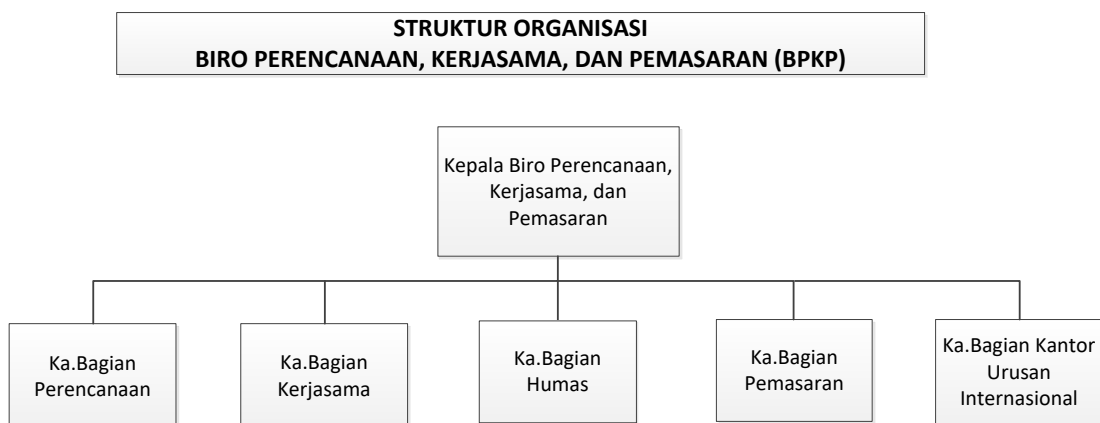 STRUKTUR ORGANISASI
BIRO PERENCANAAN, KERJASAMA, DAN PEMASARAN (BPKP)
Kepala Biro Perencanaan,
Kerjasama, dan
Pemasaran
Ka.Bagian
Perencanaan
Ka.Bagian
Kerjasama
Ka.Bagian
Humas
Ka.Bagian
Pemasaran
Ka.Bagian Kantor
Urusan
Internasional